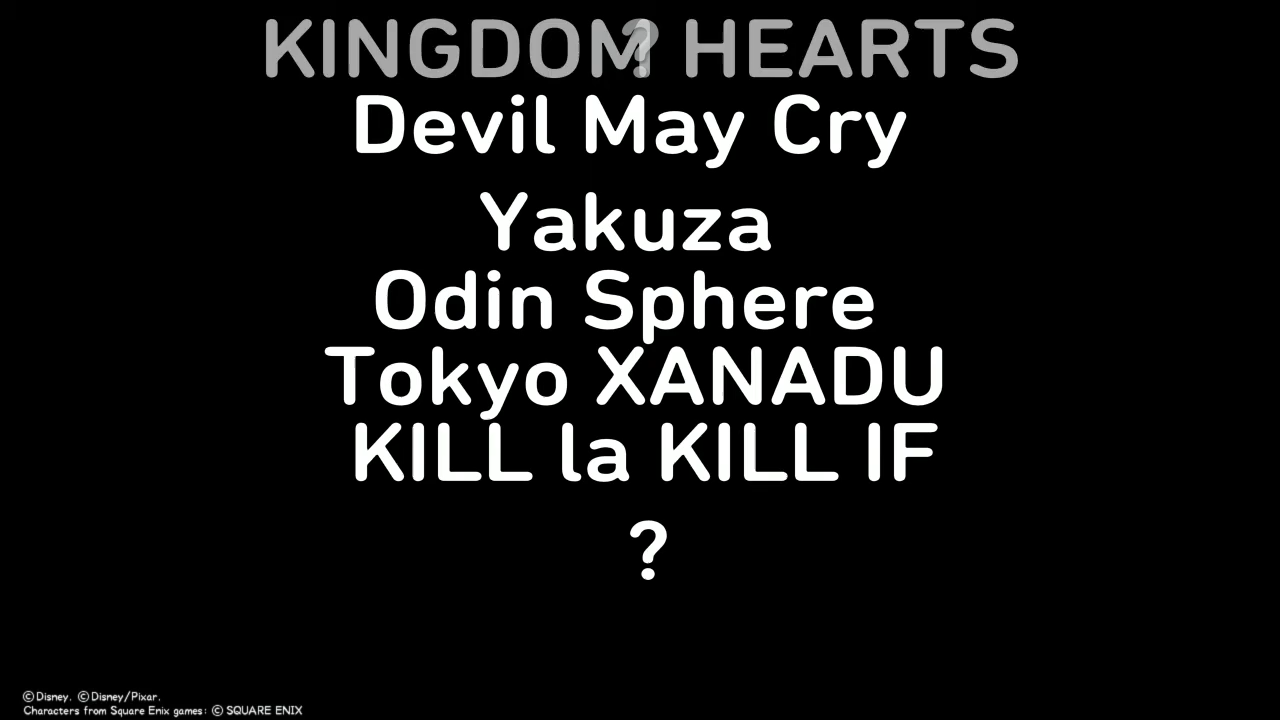 KINGDOM HEARTS
?
Devil May Cry
Yakuza
Odin Sphere
Tokyo XANADU
KILL la KILL IF
?
©Disney. ©Disney/Pixar.
Characters from Square Enix games: © SQUARE ENIX